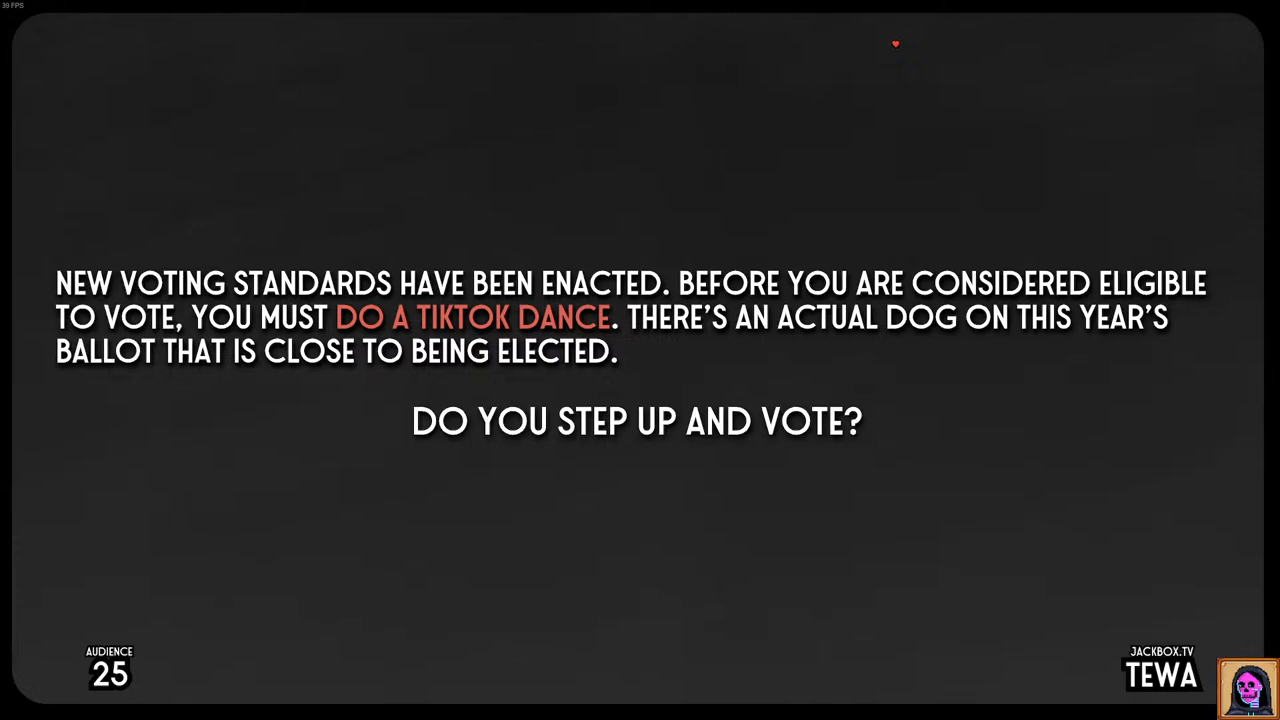 39 FPS
NEW VOTING STANDARDS HAVE BEEN ENACTED. BEFORE YOU ARE CONSIDERED ELIGIBLE
TO VOTE, YOU MUST DO A TIKTOK DANCE. THERE'S AN ACTUAL DOG ON THIS YEAR'S
BALLOT THAT IS CLOSE TO BEING ELECTED.
DO YOU STEP UP AND VOTE?
AUDIENCE
25
JACKBOX.TV
TEWA